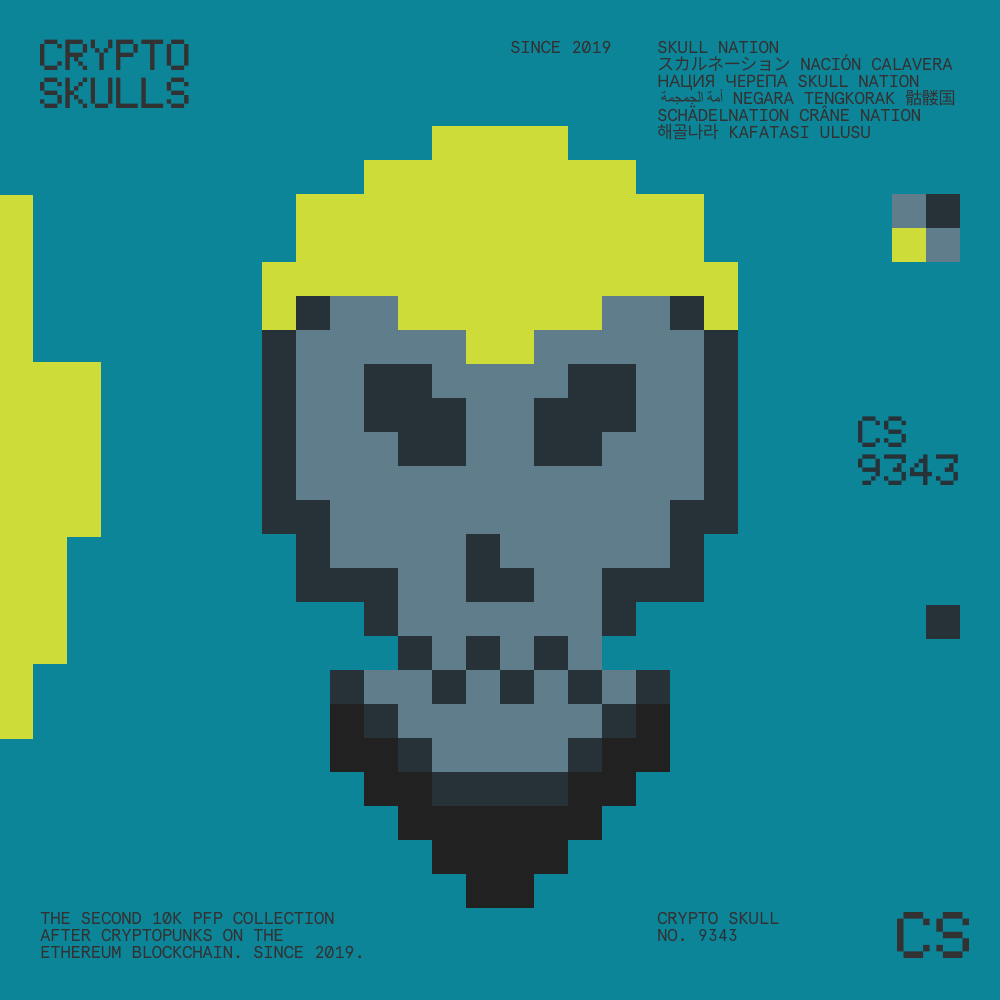 CRYPTO
SKULLS
SINCE 2019
SKULL NATION
スカルネーション NACIÓN CALAVERA
НАЦИЯ ЧЕРЕПА SKULL NATION
أمة الجمجمة NEGARA TENGKORAK 骷髅国
SCHÄDELNATION CRÂNE NATION
해골나라 KAFATASI ULUSU
CS
9343
THE SECOND 10K PFP COLLECTION
AFTER CRYPTOPUNKS ON THE
ETHEREUM BLOCKCHAIN. SINCE 2019.
CRYPTO SKULL
NO. 9343
CS